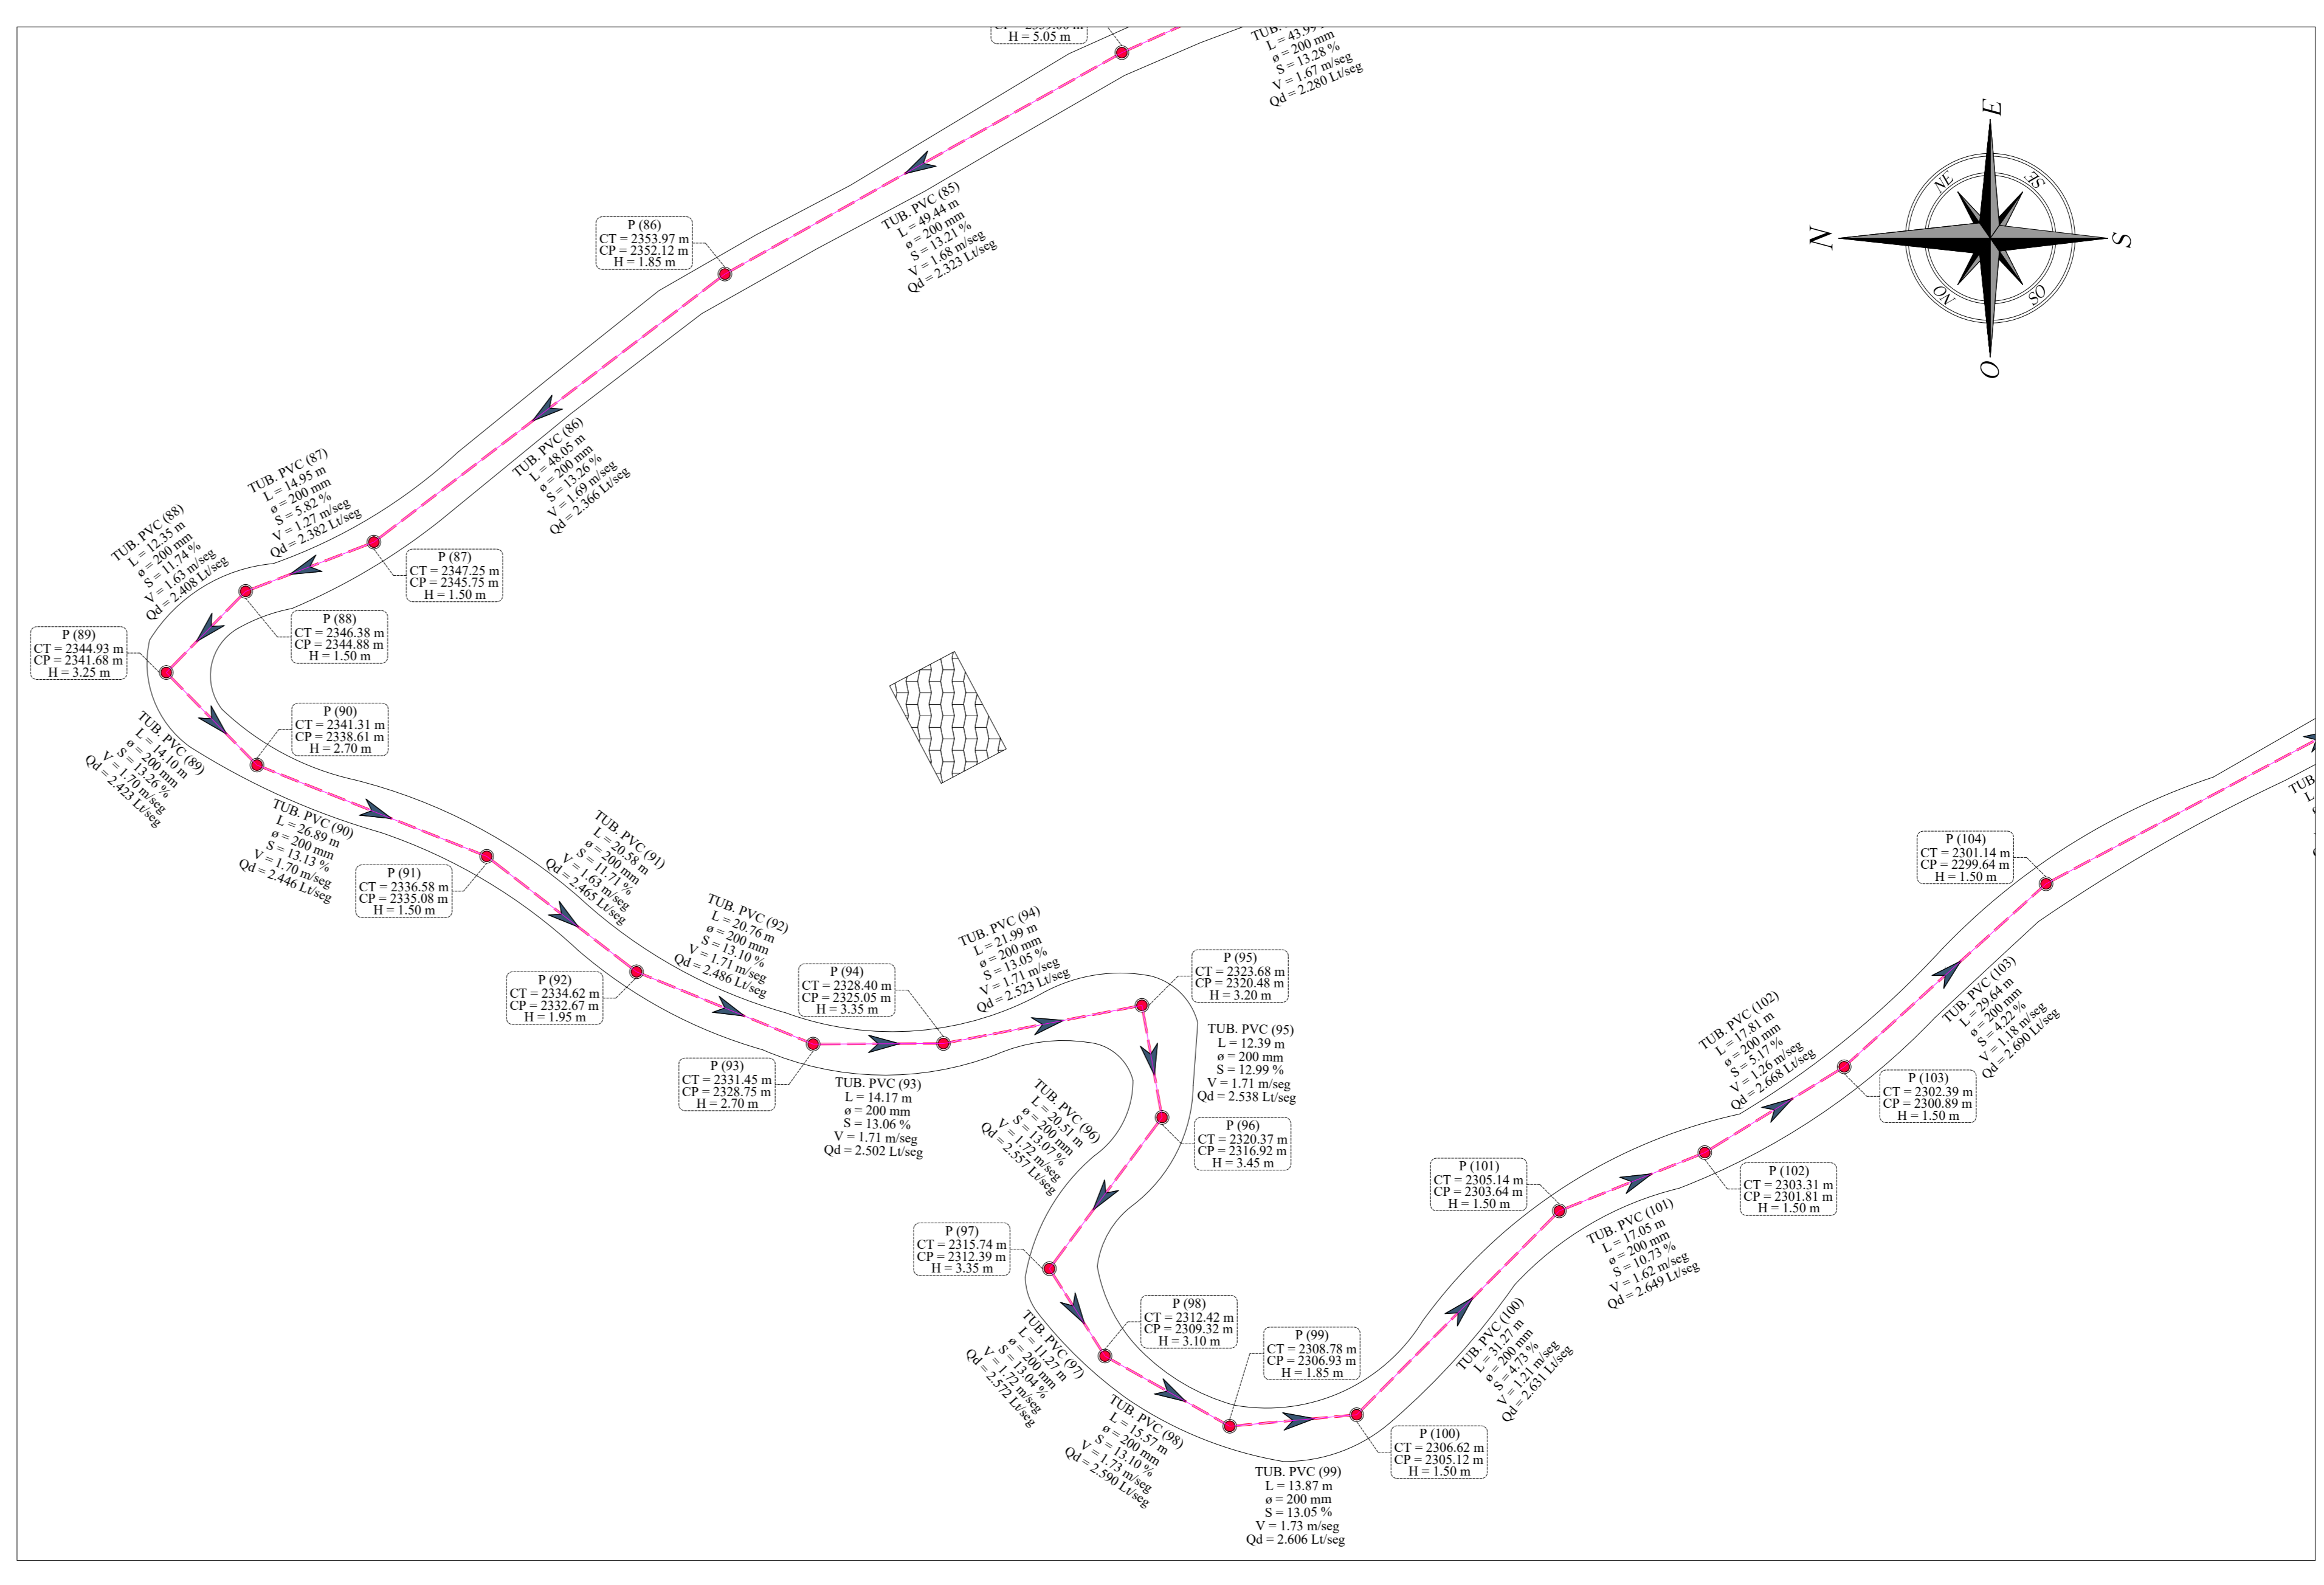 H = 5.05 m
L = 43.99
ø = 200 mm
S = 13.28 %
V = 1.67 m/seg
Qd = 2.280 Lt/seg
E
NE
SE
N
S
NO
SO
O
TUB. PVC (85)
L = 49.44 m
ø = 200 mm
S = 13.21 %
V = 1.68 m/seg
Qd = 2.323 Lt/seg
P (86)
CT = 2353.97 m
CP = 2352.12 m
H = 1.85 m
TUB. PVC (86)
L = 48.05 m
ø = 200 mm
S = 13.26 %
V = 1.69 m/seg
Qd = 2.366 Lt/seg
TUB. PVC (87)
L = 14.95 m
ø = 200 mm
S = 5.82 %
V = 1.27 m/seg
Qd = 2.382 Lt/seg
TUB. PVC (88)
L = 12.35 m
ø = 200 mm
S = 11.74 %
V = 1.63 m/seg
Qd = 2.408 Lt/seg
P (87)
CT = 2347.25 m
CP = 2345.75 m
H = 1.50 m
P (88)
CT = 2346.38 m
CP = 2344.88 m
H = 1.50 m
P (89)
CT = 2344.93 m
CP = 2341.68 m
H = 3.25 m
P (90)
CT = 2341.31 m
CP = 2338.61 m
H = 2.70 m
TUB. PVC (89)
L = 14.10 m
ø = 200 mm
S = 13.26 %
V = 1.70 m/seg
Qd = 2.423 Lt/seg
TUB. PVC (90)
L = 26.89 m
ø = 200 mm
S = 13.13 %
V = 1.70 m/seg
Qd = 2.446 Lt/seg
P (91)
CT = 2336.58 m
CP = 2335.08 m
H = 1.50 m
TUB. PVC (91)
L = 20.58 m
ø = 200 mm
S = 11.71 %
V = 1.63 m/seg
Qd = 2.465 Lt/seg
TUB. PVC (92)
L = 20.76 m
ø = 200 mm
S = 13.10 %
V = 1.71 m/seg
Qd = 2.486 Lt/seg
P (92)
CT = 2334.62 m
CP = 2332.67 m
H = 1.95 m
P (93)
CT = 2331.45 m
CP = 2328.75 m
H = 2.70 m
P (94)
CT = 2328.40 m
CP = 2325.05 m
H = 3.35 m
TUB. PVC (93)
L = 14.17 m
ø = 200 mm
S = 13.06 %
V = 1.71 m/seg
Qd = 2.502 Lt/seg
TUB. PVC (94)
L = 21.99 m
ø = 200 mm
S = 13.05 %
V = 1.71 m/seg
Qd = 2.523 Lt/seg
P (95)
CT = 2323.68 m
CP = 2320.48 m
H = 3.20 m
TUB. PVC (95)
L = 12.39 m
ø = 200 mm
S = 12.99 %
V = 1.71 m/seg
Qd = 2.538 Lt/seg
P (96)
CT = 2320.37 m
CP = 2316.92 m
H = 3.45 m
TUB. PVC (96)
L = 20.51 m
ø = 200 mm
S = 13.07 %
V = 1.72 m/seg
Qd = 2.557 Lt/seg
P (97)
CT = 2315.74 m
CP = 2312.39 m
H = 3.35 m
TUB. PVC (97)
L = 11.27 m
ø = 200 mm
S = 13.04 %
V = 1.72 m/seg
Qd = 2.572 Lt/seg
P (98)
CT = 2312.42 m
CP = 2309.32 m
H = 3.10 m
TUB. PVC (98)
L = 15.57 m
ø = 200 mm
S = 13.10 %
V = 1.73 m/seg
Qd = 2.590 Lt/seg
P (99)
CT = 2308.78 m
CP = 2306.93 m
H = 1.85 m
TUB. PVC (99)
L = 13.87 m
ø = 200 mm
S = 13.05 %
V = 1.73 m/seg
Qd = 2.606 Lt/seg
P (100)
CT = 2306.62 m
CP = 2305.12 m
H = 1.50 m
TUB. PVC (100)
L = 31.27 m
ø = 200 mm
S = 4.73 %
V = 1.21 m/seg
Qd = 2.631 Lt/seg
P (101)
CT = 2305.14 m
CP = 2303.64 m
H = 1.50 m
TUB. PVC (101)
L = 17.05 m
ø = 200 mm
S = 10.73 %
V = 1.62 m/seg
Qd = 2.649 Lt/seg
P (102)
CT = 2303.31 m
CP = 2301.81 m
H = 1.50 m
TUB. PVC (102)
L = 17.81 m
ø = 200 mm
S = 5.17 %
V = 1.26 m/seg
Qd = 2.668 Lt/seg
P (103)
CT = 2302.39 m
CP = 2300.89 m
H = 1.50 m
TUB. PVC (103)
L = 29.64 m
ø = 200 mm
S = 4.22 %
V = 1.18 m/seg
Qd = 2.690 Lt/seg
P (104)
CT = 2301.14 m
CP = 2299.64 m
H = 1.50 m
TUB